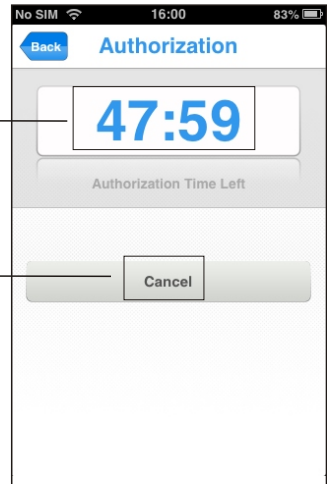 No SIM 16:00 83%
Back Authorization
47:59
Authorization Time Left
Cancel